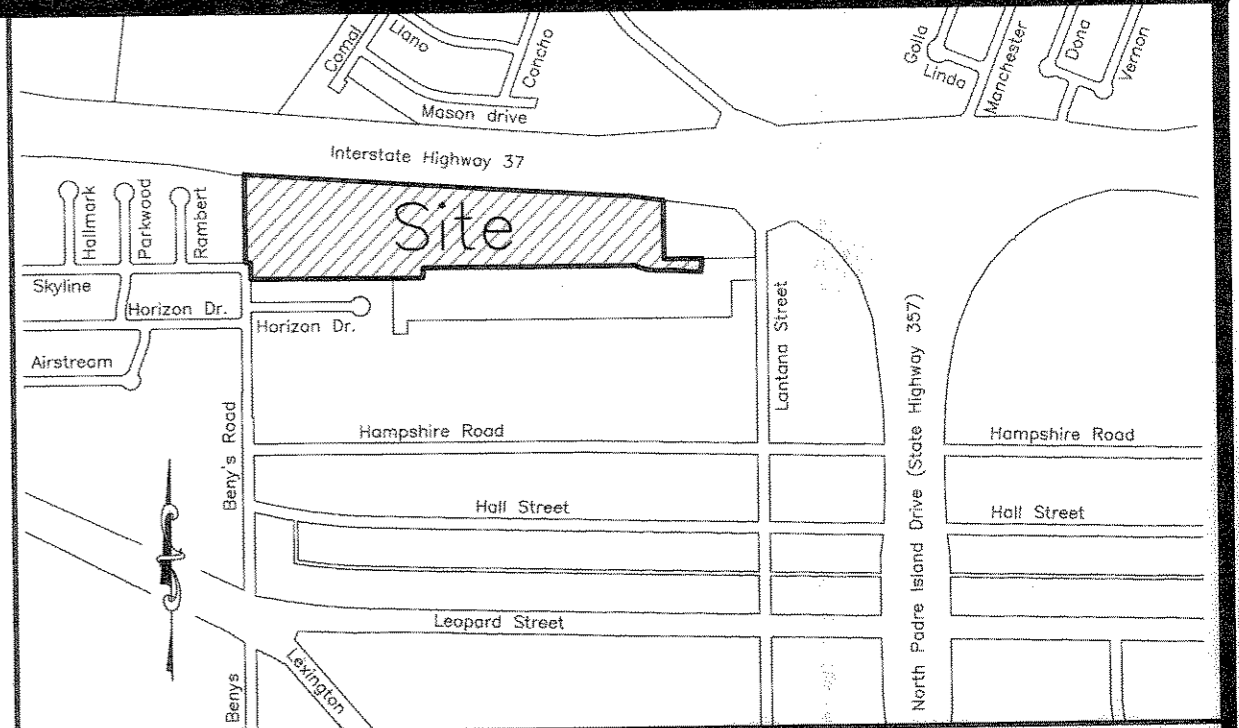 Comal
Llano
Concho
Mason drive
Golla
Linda
Manchester
Dona
Vernon
Interstate Highway 37
Hallmark
Parkwood
Rambert
Site
Skyline
Horizon Dr.
Horizon Dr.
Airstream
Lantana Street
North Padre Island Drive (State Highway 357)
Beny's Road
Hampshire Road
Hampshire Road
Hall Street
Hall Street
Leopard Street
Lexington
Benys